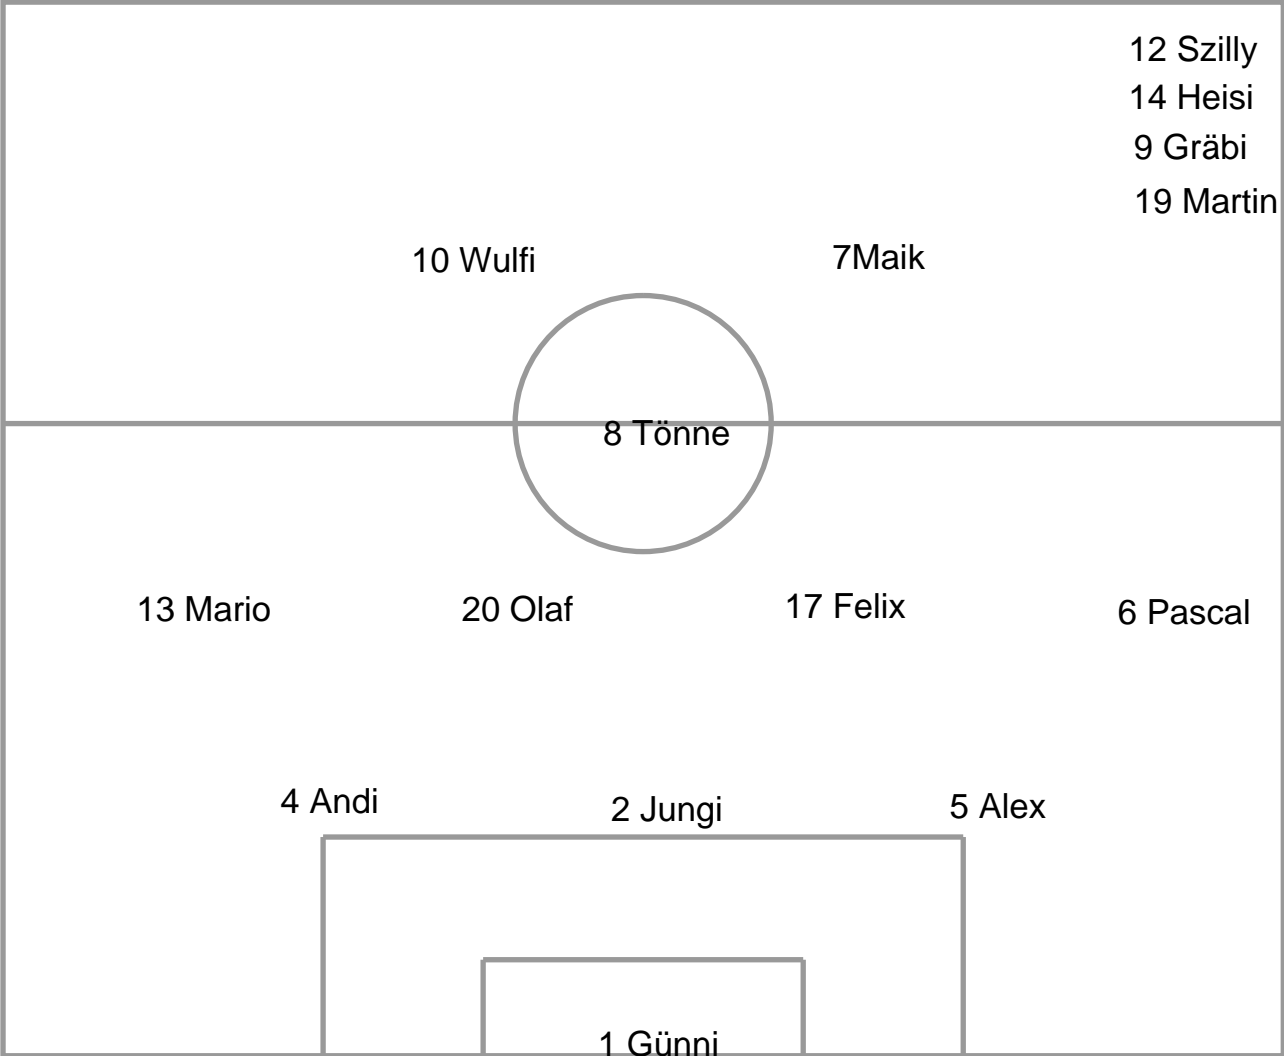 12 Szilly
14 Heisi
9 Gräbi
19 Martin
10 Wulfi
7Maik
8 Tönne
13 Mario
20 Olaf
17 Felix
6 Pascal
4 Andi
2 Jungi
5 Alex
1 Günni